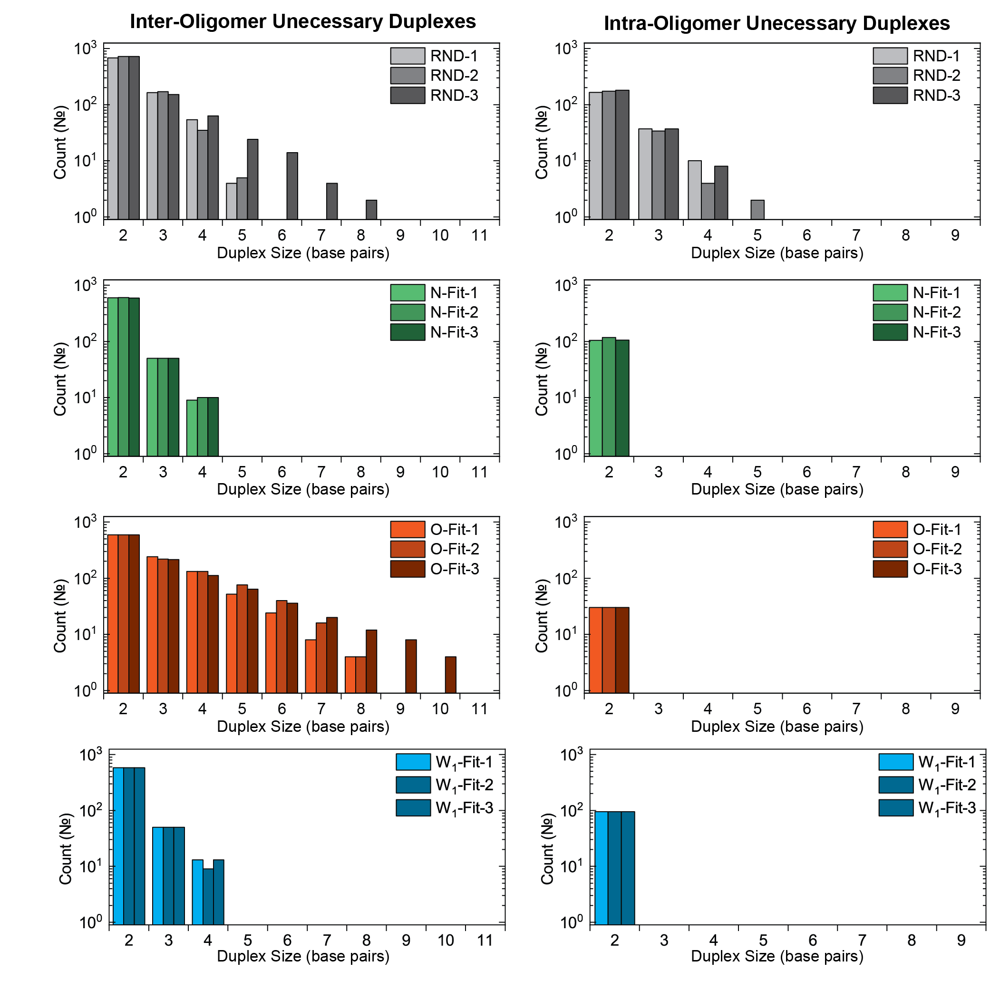 Inter-Oligomer Unecessary Duplexes
10³
10²
10¹
10⁰
Count (№)
RND-1
RND-2
RND-3
2 3 4 5 6 7 8 9 10 11
Duplex Size (base pairs)
Intra-Oligomer Unecessary Duplexes
10³
10²
10¹
10⁰
Count (№)
RND-1
RND-2
RND-3
2 3 4 5 6 7 8 9
Duplex Size (base pairs)
10³
10²
10¹
10⁰
Count (№)
N-Fit-1
N-Fit-2
N-Fit-3
2 3 4 5 6 7 8 9 10 11
Duplex Size (base pairs)
10³
10²
10¹
10⁰
Count (№)
N-Fit-1
N-Fit-2
N-Fit-3
2 3 4 5 6 7 8 9
Duplex Size (base pairs)
10³
10²
10¹
10⁰
Count (№)
O-Fit-1
O-Fit-2
O-Fit-3
2 3 4 5 6 7 8 9 10 11
Duplex Size (base pairs)
10³
10²
10¹
10⁰
Count (№)
O-Fit-1
O-Fit-2
O-Fit-3
2 3 4 5 6 7 8 9
Duplex Size (base pairs)
10³
10²
10¹
10⁰
Count (№)
W₁-Fit-1
W₁-Fit-2
W₁-Fit-3
2 3 4 5 6 7 8 9 10 11
Duplex Size (base pairs)
10³
10²
10¹
10⁰
Count (№)
W₁-Fit-1
W₁-Fit-2
W₁-Fit-3
2 3 4 5 6 7 8 9
Duplex Size (base pairs)